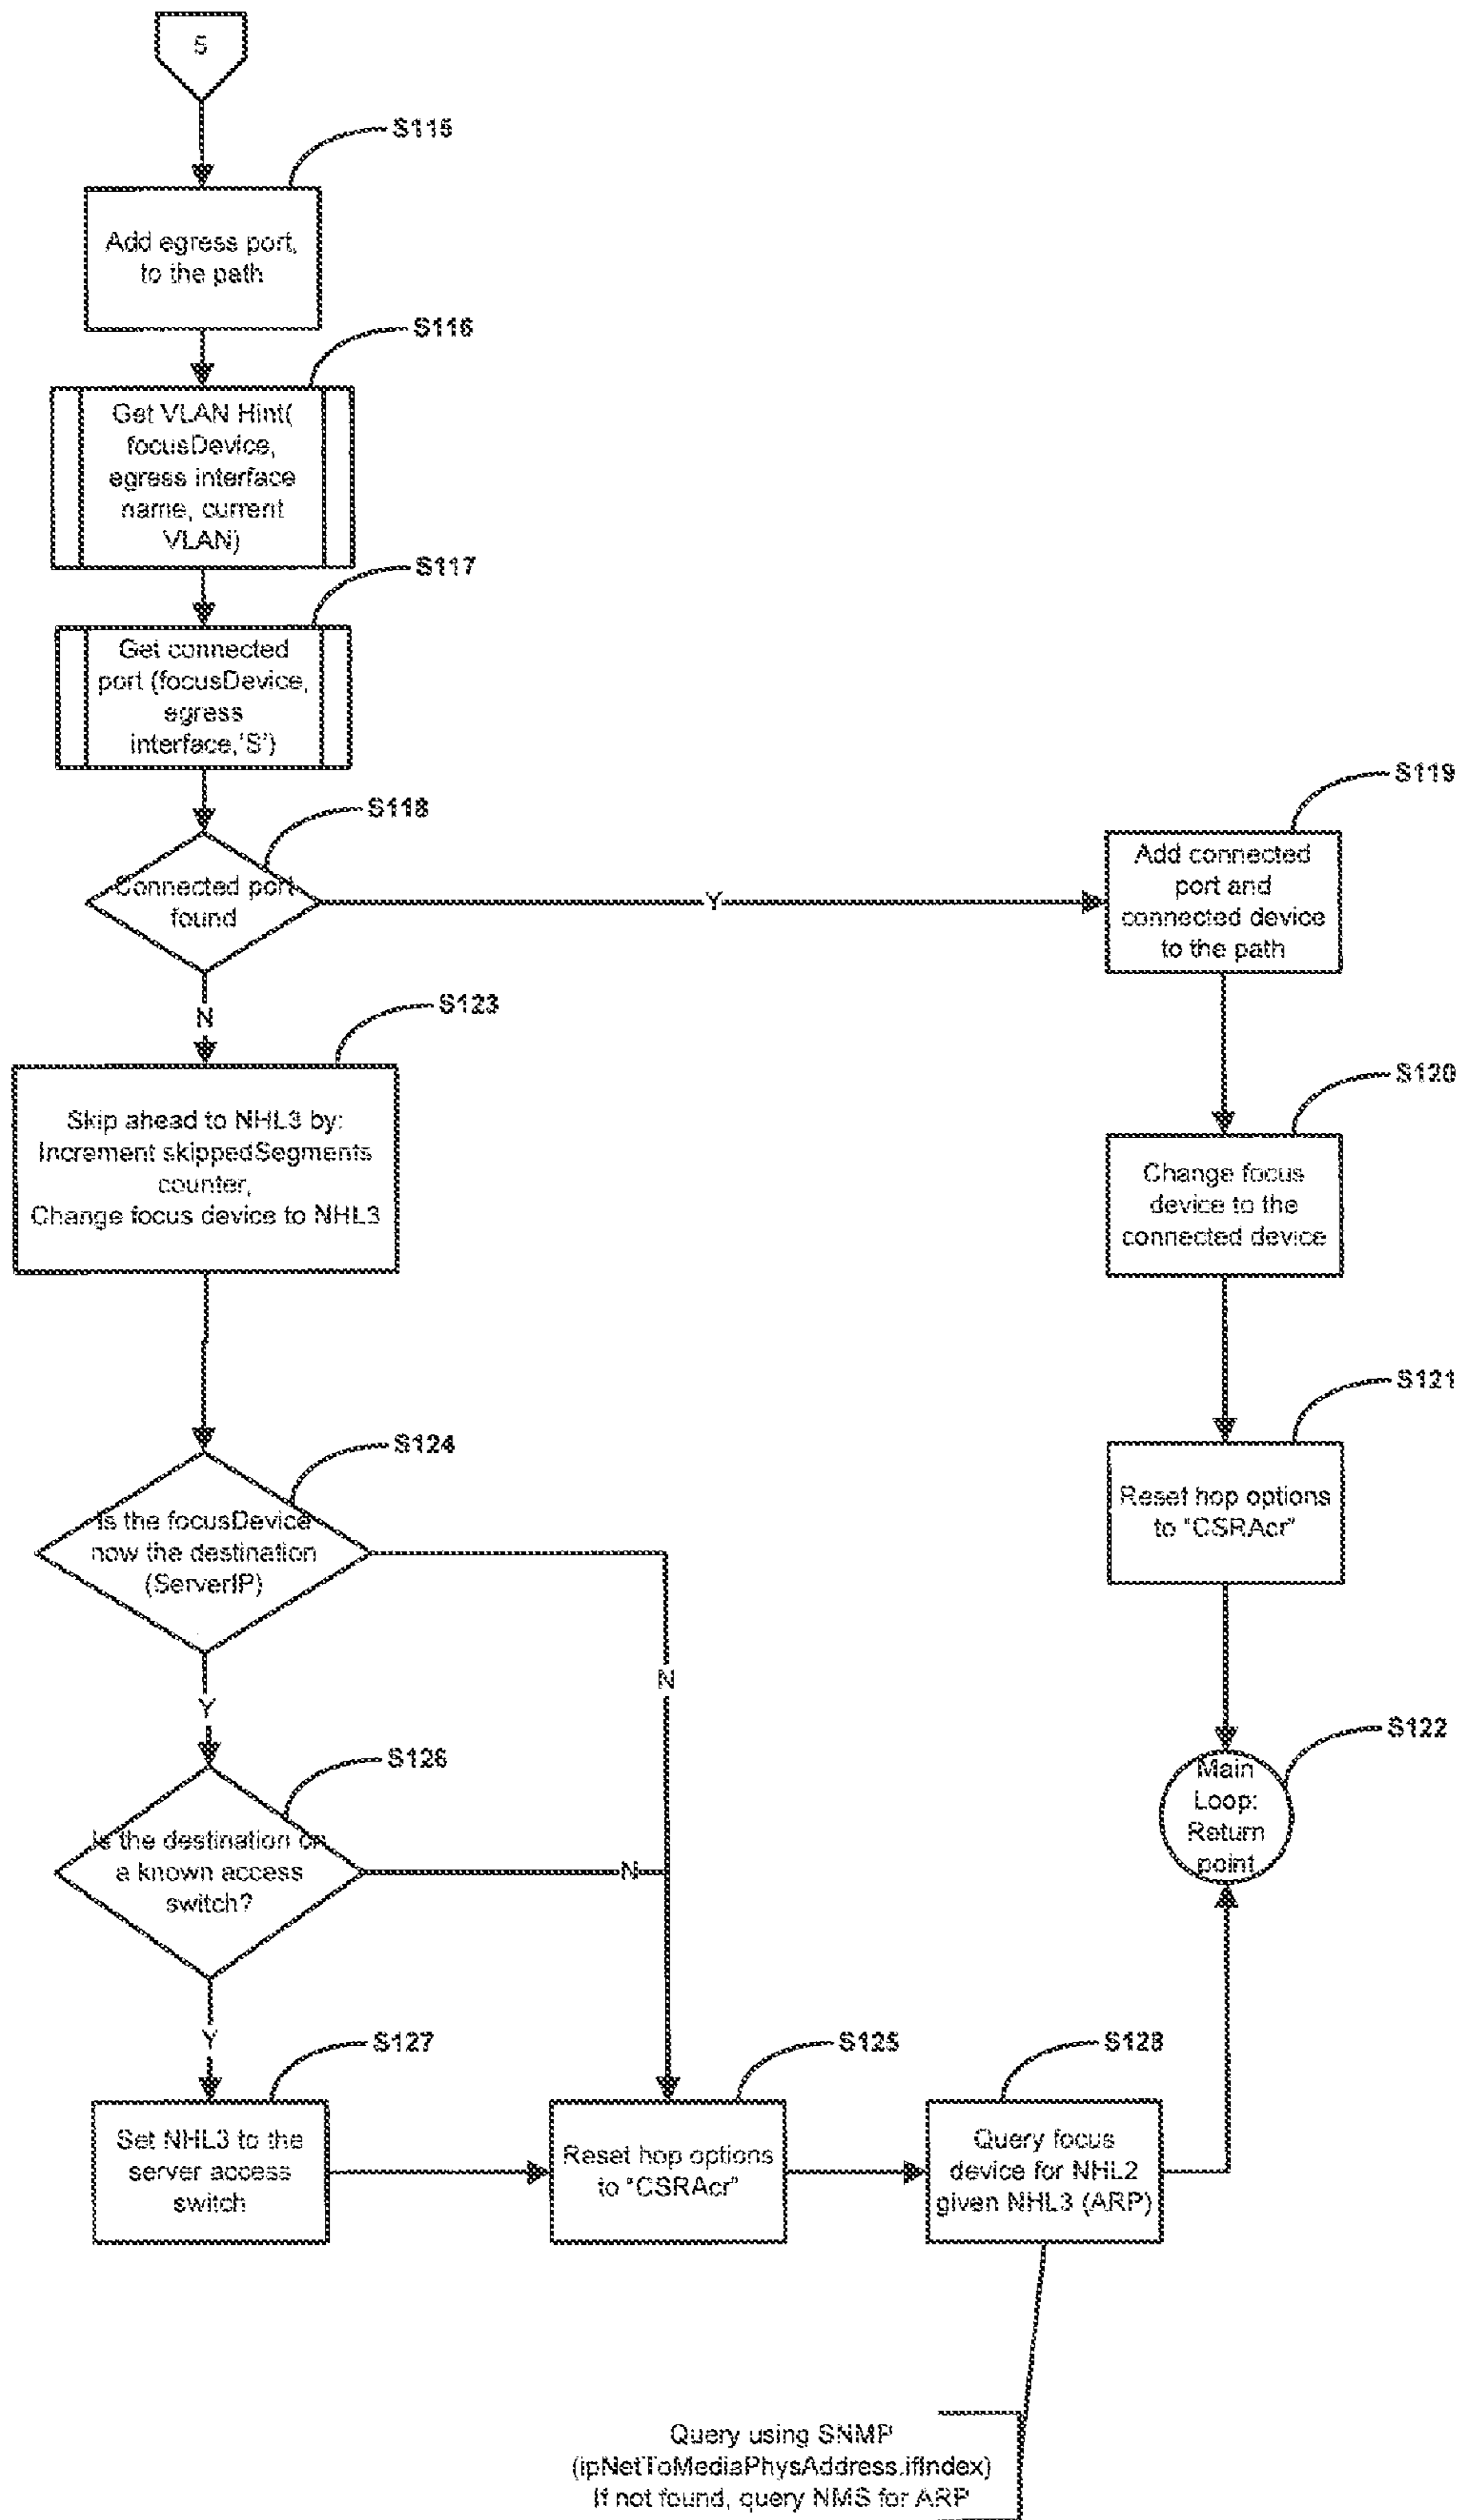 5
S115
Add egress port,
to the path
S116
Get VLAN Hint(
focusDevice,
egress interface
name, current
VLAN)
S117
Get connected
port (focusDevice,
egress
interface,'S')
S118
Connected port
found
Y
S119
Add connected
port and
connected device
to the path
N
S123
Skip ahead to NHL3 by:
Increment skippedSegments
counter,
Change focus device to NHL3
S120
Change focus
device to the
connected device
S121
Reset hop options
to "CSRAcr"
S124
Is the focusDevice
now the destination
(ServerIP)
N
Y
S122
Main
Loop:
Return
point
S126
Is the destination on
a known access
switch?
N
Y
S127
Set NHL3 to the
server access
switch
S125
Reset hop options
to "CSRAcr"
S128
Query focus
device for NHL2
given NHL3 (ARP)
Query using SNMP
(ipNetToMediaPhysAddress.ifIndex)
If not found, query NMS for ARP